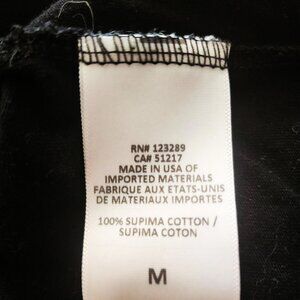 RN# 123289
CA# 51217
MADE IN USA OF
IMPORTED MATERIALS
FABRIQUE AUX ETATS-UNIS
DE MATERIAUX IMPORTES
100% SUPIMA COTTON /
SUPIMA COTON
M